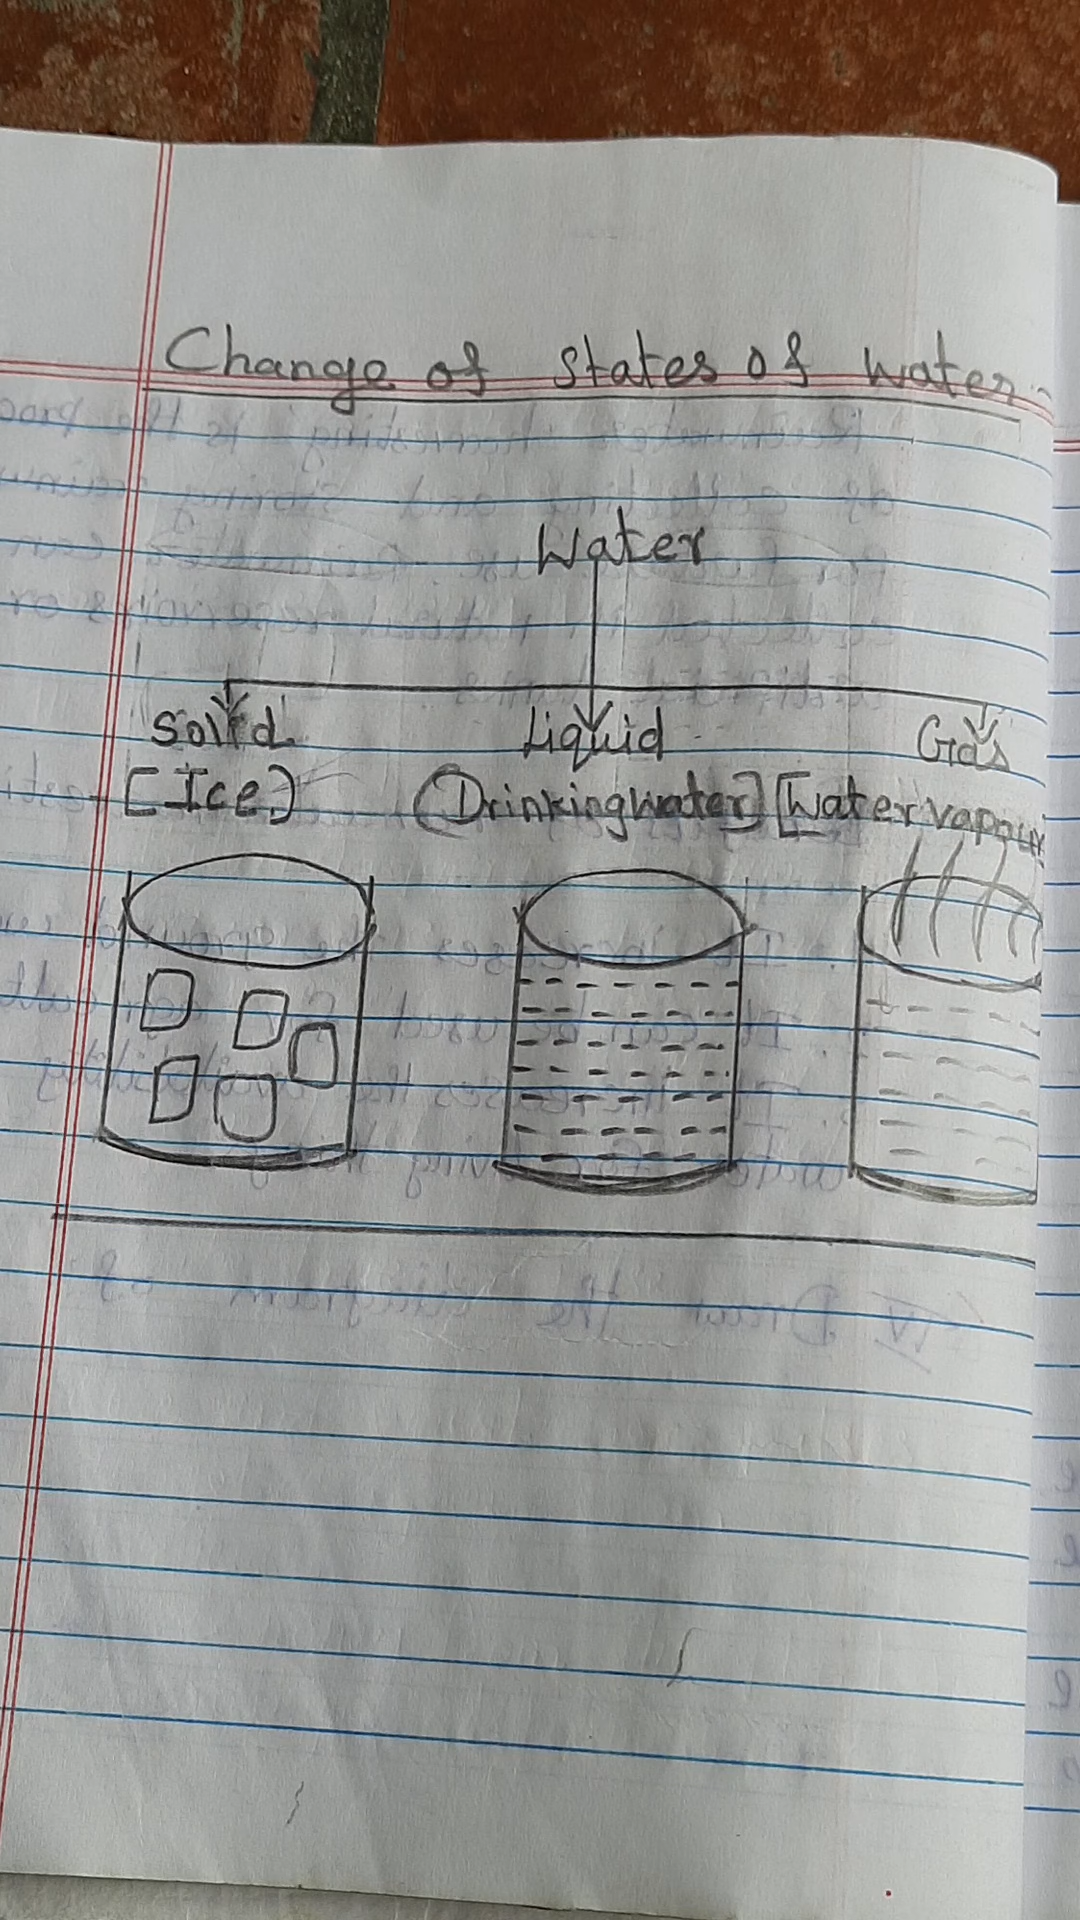 Change of states of water
Water
Solid Liquid Gas
[Ice] (Drinking water] [Water vapour